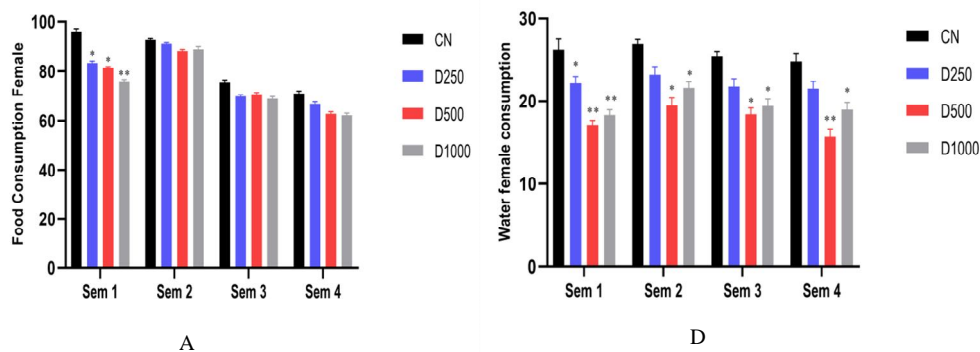 Food Consumption Female
100
80
60
40
20
0
*
*
**
Sem 1
Sem 2
Sem 3
Sem 4
CN
D250
D500
D1000
A
Water female consumption
30
20
10
0
*
**
**
*
*
*
*
**
*
Sem 1
Sem 2
Sem 3
Sem 4
CN
D250
D500
D1000
D